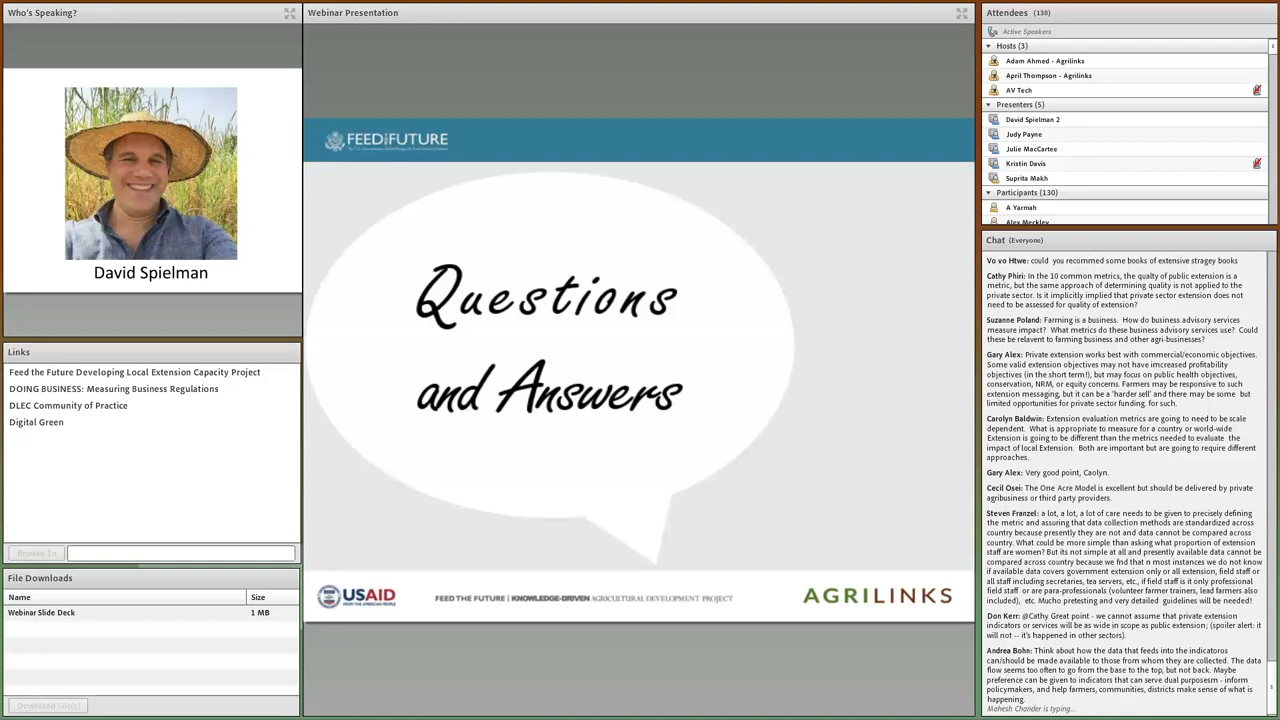 Who's Speaking?
David Spielman
Links
Feed the Future Developing Local Extension Capacity Project
DOING BUSINESS: Measuring Business Regulations
DLEC Community of Practice
Digital Green
Browse To
File Downloads
Name Size
Webinar Slide Deck 1 MB
Download File(s)
Webinar Presentation
FEED THE FUTURE
Questions
and Answers
USAID
FROM THE AMERICAN PEOPLE
FEED THE FUTURE | KNOWLEDGE-DRIVEN AGRICULTURAL DEVELOPMENT PROJECT
AGRILINKS
Attendees (138)
Active Speakers
Hosts (3)
Adam Ahmed - Agrilinks
April Thompson - Agrilinks
AV Tech
Presenters (5)
David Spielman 2
Judy Payne
Julie MacCartee
Kristin Davis
Suprita Makh
Participants (130)
A Yarmah
Alex Meckley
Chat (Everyone)
Vo vo Htwe: could you recommed some books of extensive stragey books
Cathy Phiri: In the 10 common metrics, the qualty of public extension is a
metric, but the same approach of determining quality is not applied to the
private sector. Is it implicitly implied that private sector extension does not
need to be assessed for quality of extension?
Suzanne Poland: Farming is a business. How do business advisory services
measure impact? What metrics do these business advisory services use? Could
these be relavent to farming business and other agri-businesses?
Gary Alex: Private extension works best with commercial/economic objectives.
Some valid extension objectives may not have increased profitability
objectives (in the short term!), but may focus on public health objectives,
conservation, NRM, or equity concerns. Farmers may be responsive to such
extension messaging, but it can be a 'harder sell' and there may be some but
limited opportunities for private sector funding. for such.
Carolyn Baldwin: Extension evaluation metrics are going to need to be scale
dependent. What is appropriate to measure for a country or world-wide
Extension is going to be different than the metrics needed to evaluate the
impact of local Extension. Both are important but are going to require different
approaches.
Gary Alex: Very good point, Caolyn.
Cecil Osei: The One Acre Model is excellent but should be delivered by private
agribusiness or third party providers.
Steven Franzel: a lot, a lot, a lot of care needs to be given to precisely defining
the metric and assuring that data collection methods are standardized across
country because presently they are not and data cannot be compared across
country. What could be more simple than asking what proportion of extension
staff are women? But its not simple at all and presently available data cannot be
compared across country because we fnd that n most instances we do not know
if available data covers government extension only or all extension, field staff or
all staff including secretaries, tea servers, etc., if field staff is it only professional
field staff or are para-professionals (volunteer farmer trainers, lead farmers also
included), etc. Mucho pretesting and very detailed guidelines will be needed!
Don Kerr: @Cathy Great point - we cannot assume that private extension
indicators or services will be as wide in scope as public extension; (spoiler alert: it
will not -- it's happened in other sectors).
Andrea Bohn: Think about how the data that feeds into the indicatoros
can/should be made available to those from whom they are collected. The data
flow seems too often to go from the base to the top, but not back. Maybe
preference can be given to indicators that can serve dual purposesm - inform
policymakers, and help farmers, communities, districts make sense of what is
happening.
Mahesh Chander is typing...